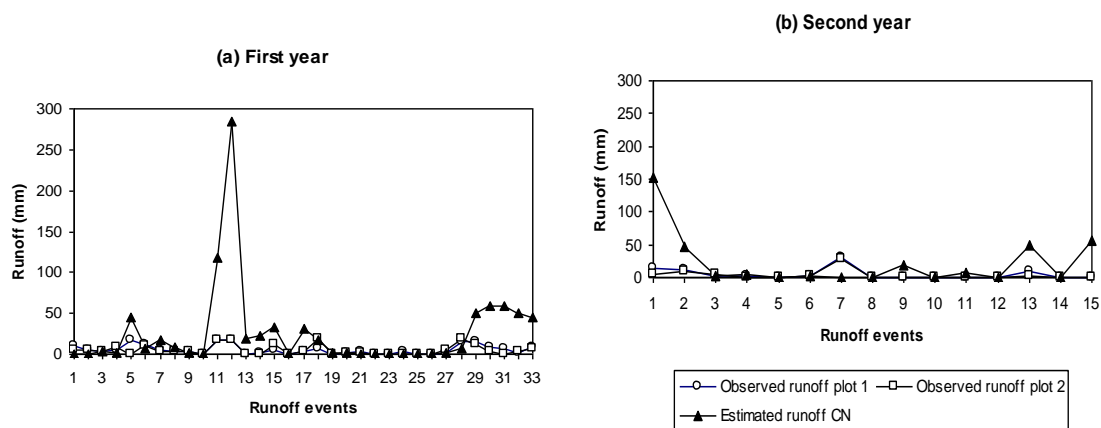 (a) First year
Runoff (mm)
300
250
200
150
100
50
0
1 3 5 7 9 11 13 15 17 19 21 23 25 27 29 31 33
Runoff events
(b) Second year
Runoff (mm)
300
250
200
150
100
50
0
1 2 3 4 5 6 7 8 9 10 11 12 13 14 15
Runoff events
Observed runoff plot 1
Observed runoff plot 2
Estimated runoff CN